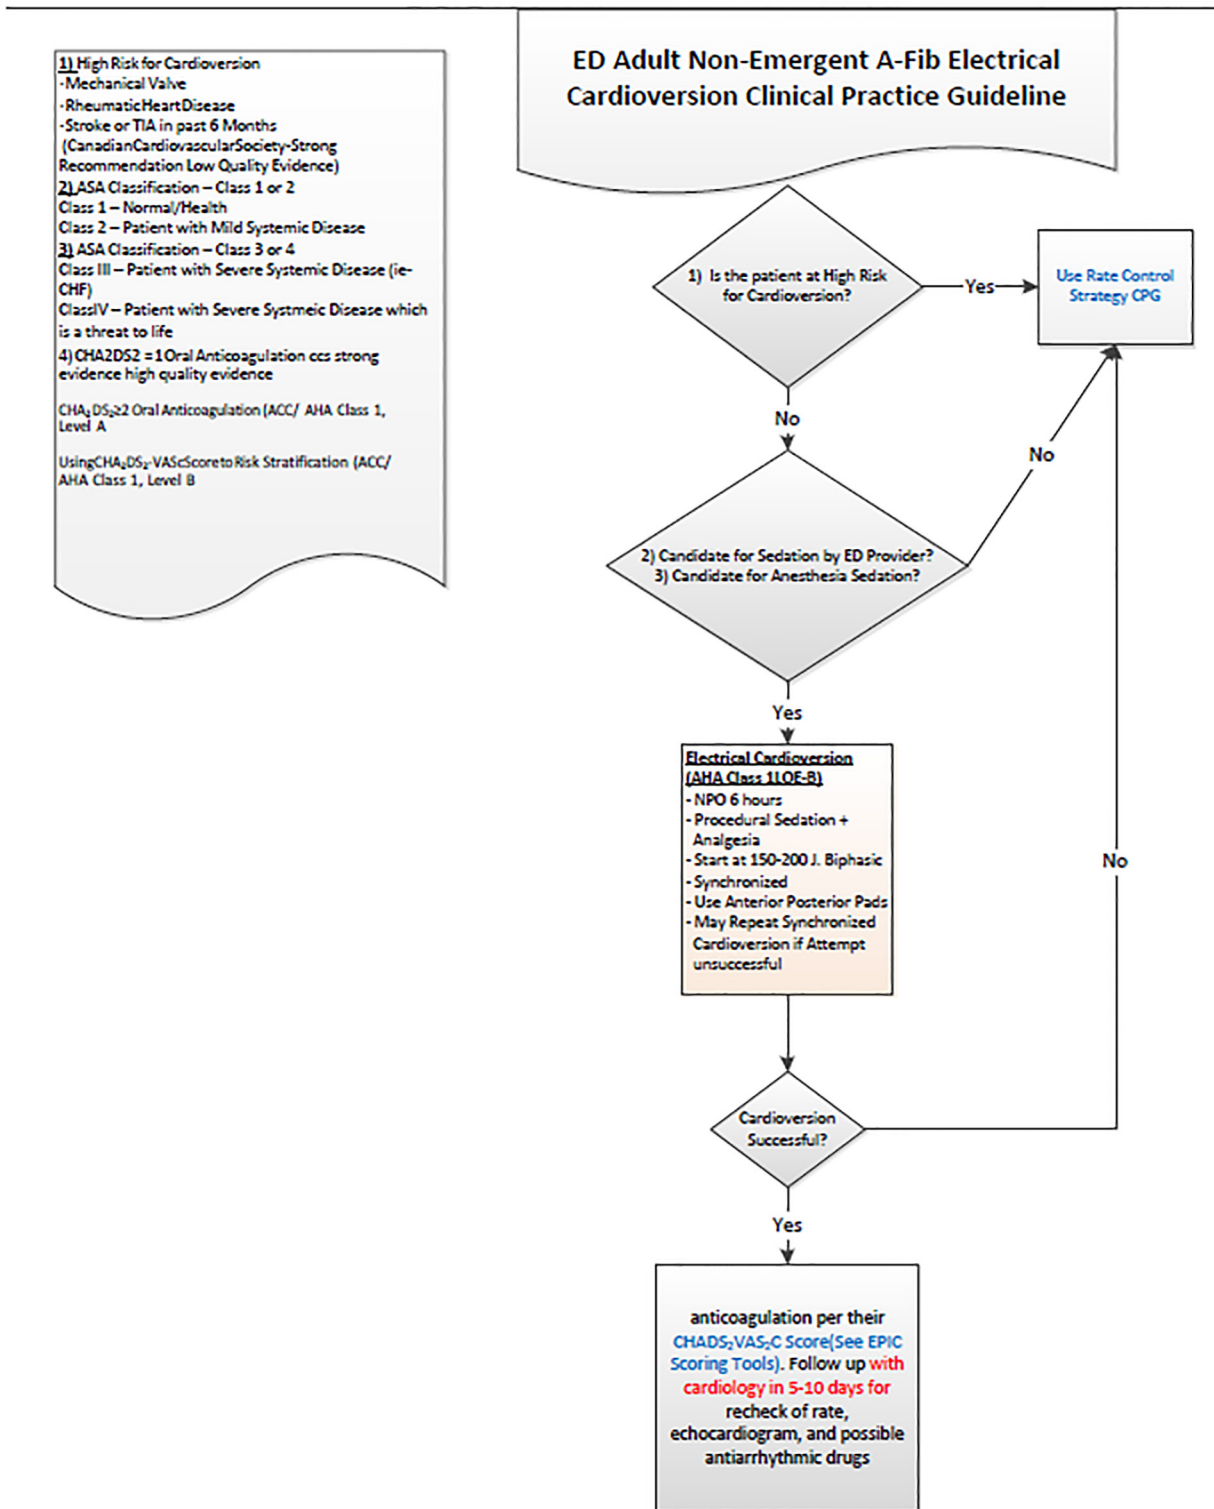 ED Adult Non-Emergent A-Fib Electrical
Cardioversion Clinical Practice Guideline
1) High Risk for Cardioversion
-Mechanical Valve
-RheumaticHeartDisease
-Stroke or TIA in past 6 Months
(CanadianCardiovascularSociety-Strong
Recommendation Low Quality Evidence)
2) ASA Classification – Class 1 or 2
Class 1 – Normal/Health
Class 2 – Patient with Mild Systemic Disease
3) ASA Classification – Class 3 or 4
Class III – Patient with Severe Systemic Disease (ie-
CHF)
ClassIV – Patient with Severe Systmeic Disease which
is a threat to life
4) CHA2DS2 =1Oral Anticoagulation ccs strong
evidence high quality evidence
CHA₂DS₂≥2 Oral Anticoagulation (ACC/ AHA Class 1,
Level A
UsingCHA₂DS₂-VAScScoretoRisk Stratification (ACC/
AHA Class 1, Level B
1) Is the patient at High Risk
for Cardioversion?
Yes
Use Rate Control
Strategy CPG
No
No
2) Candidate for Sedation by ED Provider?
3) Candidate for Anesthesia Sedation?
Yes
Electrical Cardioversion
(AHA Class 1LOE-B)
- NPO 6 hours
- Procedural Sedation +
Analgesia
- Start at 150-200 J. Biphasic
- Synchronized
- Use Anterior Posterior Pads
- May Repeat Synchronized
Cardioversion if Attempt
unsuccessful
No
Cardioversion
Successful?
Yes
anticoagulation per their
CHADS₂VAS₂C Score(See EPIC
Scoring Tools). Follow up with
cardiology in 5-10 days for
recheck of rate,
echocardiogram, and possible
antiarrhythmic drugs